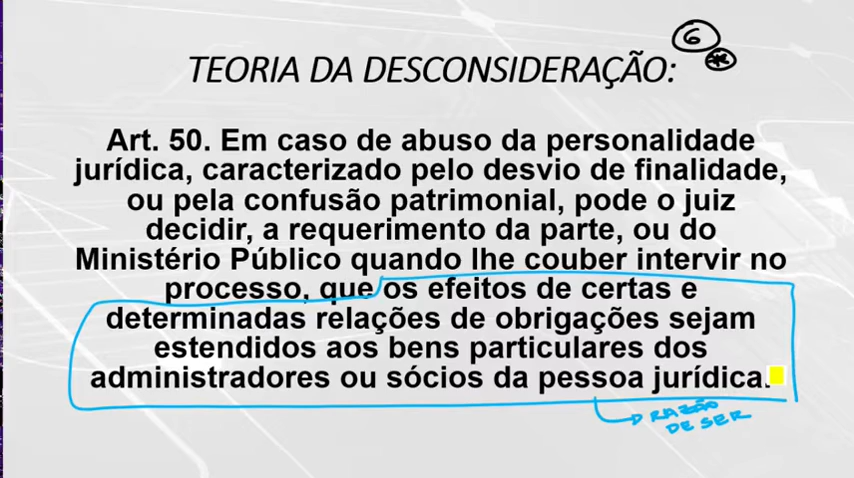 6
*
TEORIA DA DESCONSIDERAÇÃO:
Art. 50. Em caso de abuso da personalidade
jurídica, caracterizado pelo desvio de finalidade,
ou pela confusão patrimonial, pode o juiz
decidir, a requerimento da parte, ou do
Ministério Público quando lhe couber intervir no
processo, que os efeitos de certas e
determinadas relações de obrigações sejam
estendidos aos bens particulares dos
administradores ou sócios da pessoa jurídica.
RAZÃO
DE SER